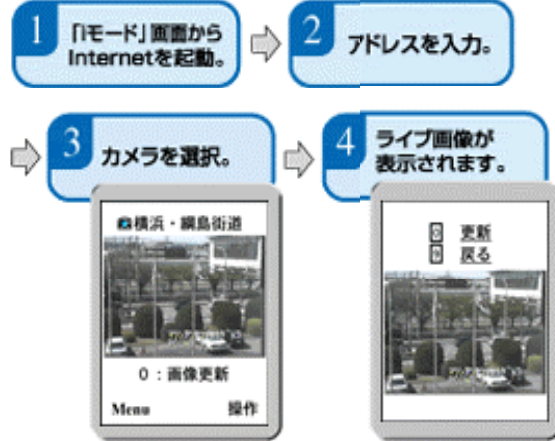 1
「iモード」画面から
Internetを起動。
2
アドレスを入力。
3
カメラを選択。
4
ライブ画像が
表示されます。
横浜・綱島街道
0：画像更新
Menu 操作
更新
戻る